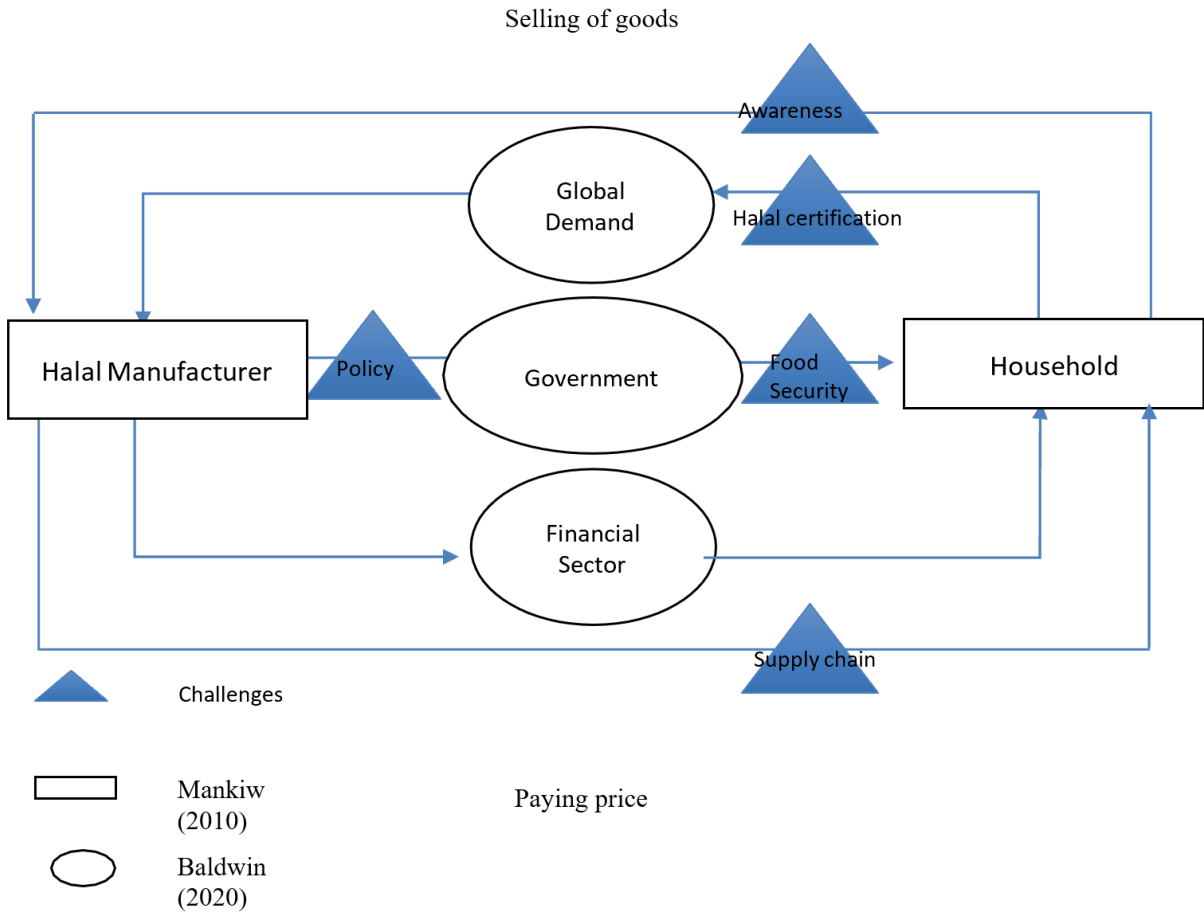 Selling of goods
Awareness
Global
Demand
Halal certification
Halal Manufacturer
Policy
Government
Food
Security
Household
Financial
Sector
Supply chain
Challenges
Mankiw
(2010)
Paying price
Baldwin
(2020)